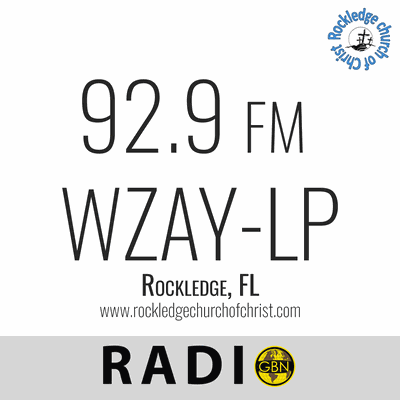 Rockledge church of Christ
92.9 FM
WZAY-LP
Rockledge, FL
www.rockledgechurchofchrist.com
RADIO
GBN